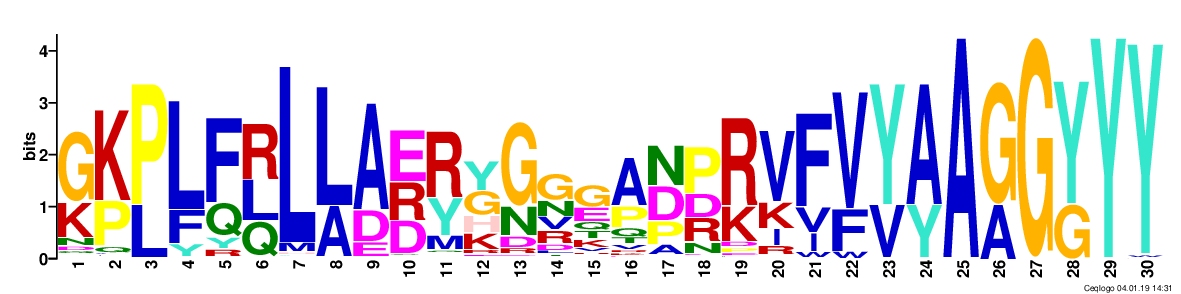 4
3
2
1
0
bits
G K P L F R L L A E R Y G G G A N P R V F V Y A A G G Y Y Y
K P L F Q L M A D R Y G N N E P D D K K Y F V Y A G
N Q Y Y Q E D M H D V Q P R I I W
K R R K T A N R W
1 2 3 4 5 6 7 8 9 10 11 12 13 14 15 16 17 18 19 20 21 22 23 24 25 26 27 28 29 30
Ceqlogo 04.01.19 14:31